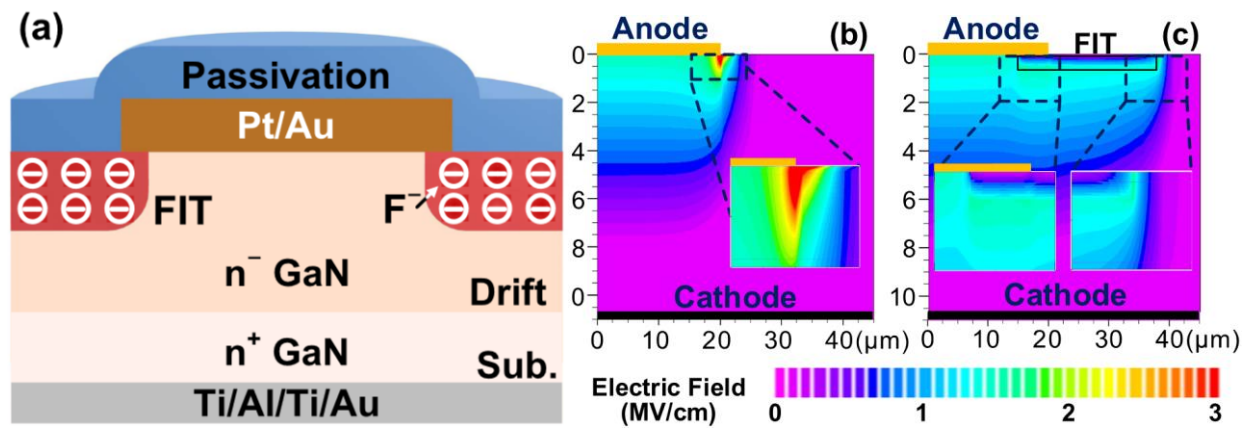 (a)
Passivation
Pt/Au
FIT
F⁻
n⁻ GaN
Drift
n⁺ GaN
Sub.
Ti/Al/Ti/Au
Anode
(b)
0
2
4
6
8
0
Cathode
0 20 40(μm)
Anode
FIT
(c)
0
2
4
6
8
10
Cathode
0 10 20 30 40(μm)
Electric Field
(MV/cm)
0 1 2 3